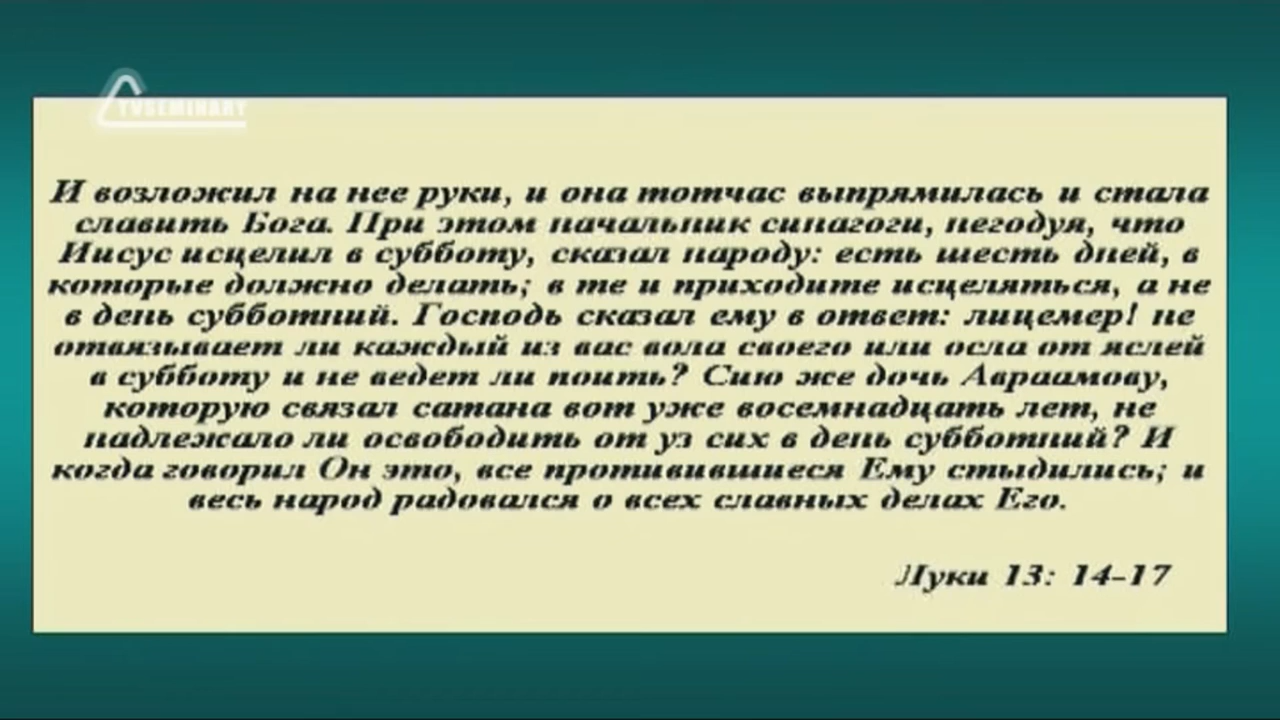 TVSEMINARY
И возложил на нее руки, и она тотчас выпрямилась и стала
славить Бога. При этом начальник синагоги, негодуя, что
Иисус исцелил в субботу, сказал народу: есть шесть дней, в
которые должно делать; в те и приходите исцеляться, а не
в день субботний. Господь сказал ему в ответ: лицемер! не
отвязывает ли каждый из вас вола своего или осла от яслей
в субботу и не ведет ли поить? Сию же дочь Авраамову,
которую связал сатана вот уже восемнадцать лет, не
надлежало ли освободить от уз сих в день субботний? И
когда говорил Он это, все противившиеся Ему стыдились; и
весь народ радовался о всех славных делах Его.
Луки 13: 14-17